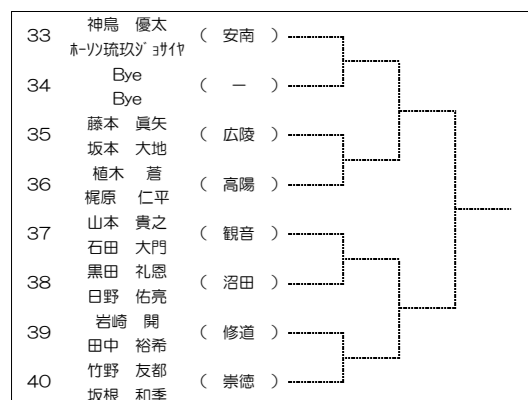 33 神鳥 優太 ( 安南 )
ホーソン琉玖ジョサイヤ
34 Bye ( ー )
Bye
35 藤本 眞矢 ( 広陵 )
坂本 大地
36 植木 蒼 ( 高陽 )
梶原 仁平
37 山本 貴之 ( 観音 )
石田 大門
38 黒田 礼恩 ( 沼田 )
日野 佑亮
39 岩崎 開 ( 修道 )
田中 裕希
40 竹野 友都 ( 崇徳 )
坂根 和季